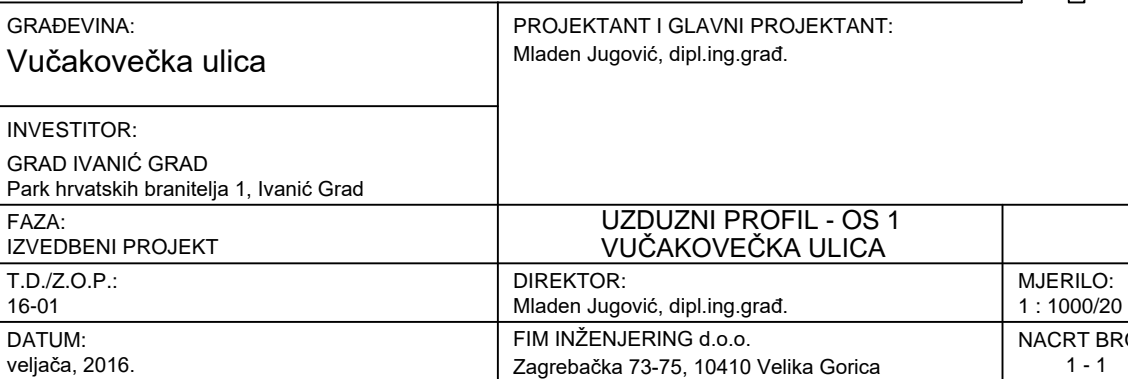 GRAĐEVINA:
Vučakovečka ulica
PROJEKTANT I GLAVNI PROJEKTANT:
Mladen Jugović, dipl.ing.građ.
INVESTITOR:
GRAD IVANIĆ GRAD
Park hrvatskih branitelja 1, Ivanić Grad
FAZA:
IZVEDBENI PROJEKT
UZDUZNI PROFIL - OS 1
VUČAKOVEČKA ULICA
T.D./Z.O.P.:
16-01
DIREKTOR:
Mladen Jugović, dipl.ing.građ.
MJERILO:
1 : 1000/20
DATUM:
veljača, 2016.
FIM INŽENJERING d.o.o.
Zagrebačka 73-75, 10410 Velika Gorica
NACRT
1 - 1